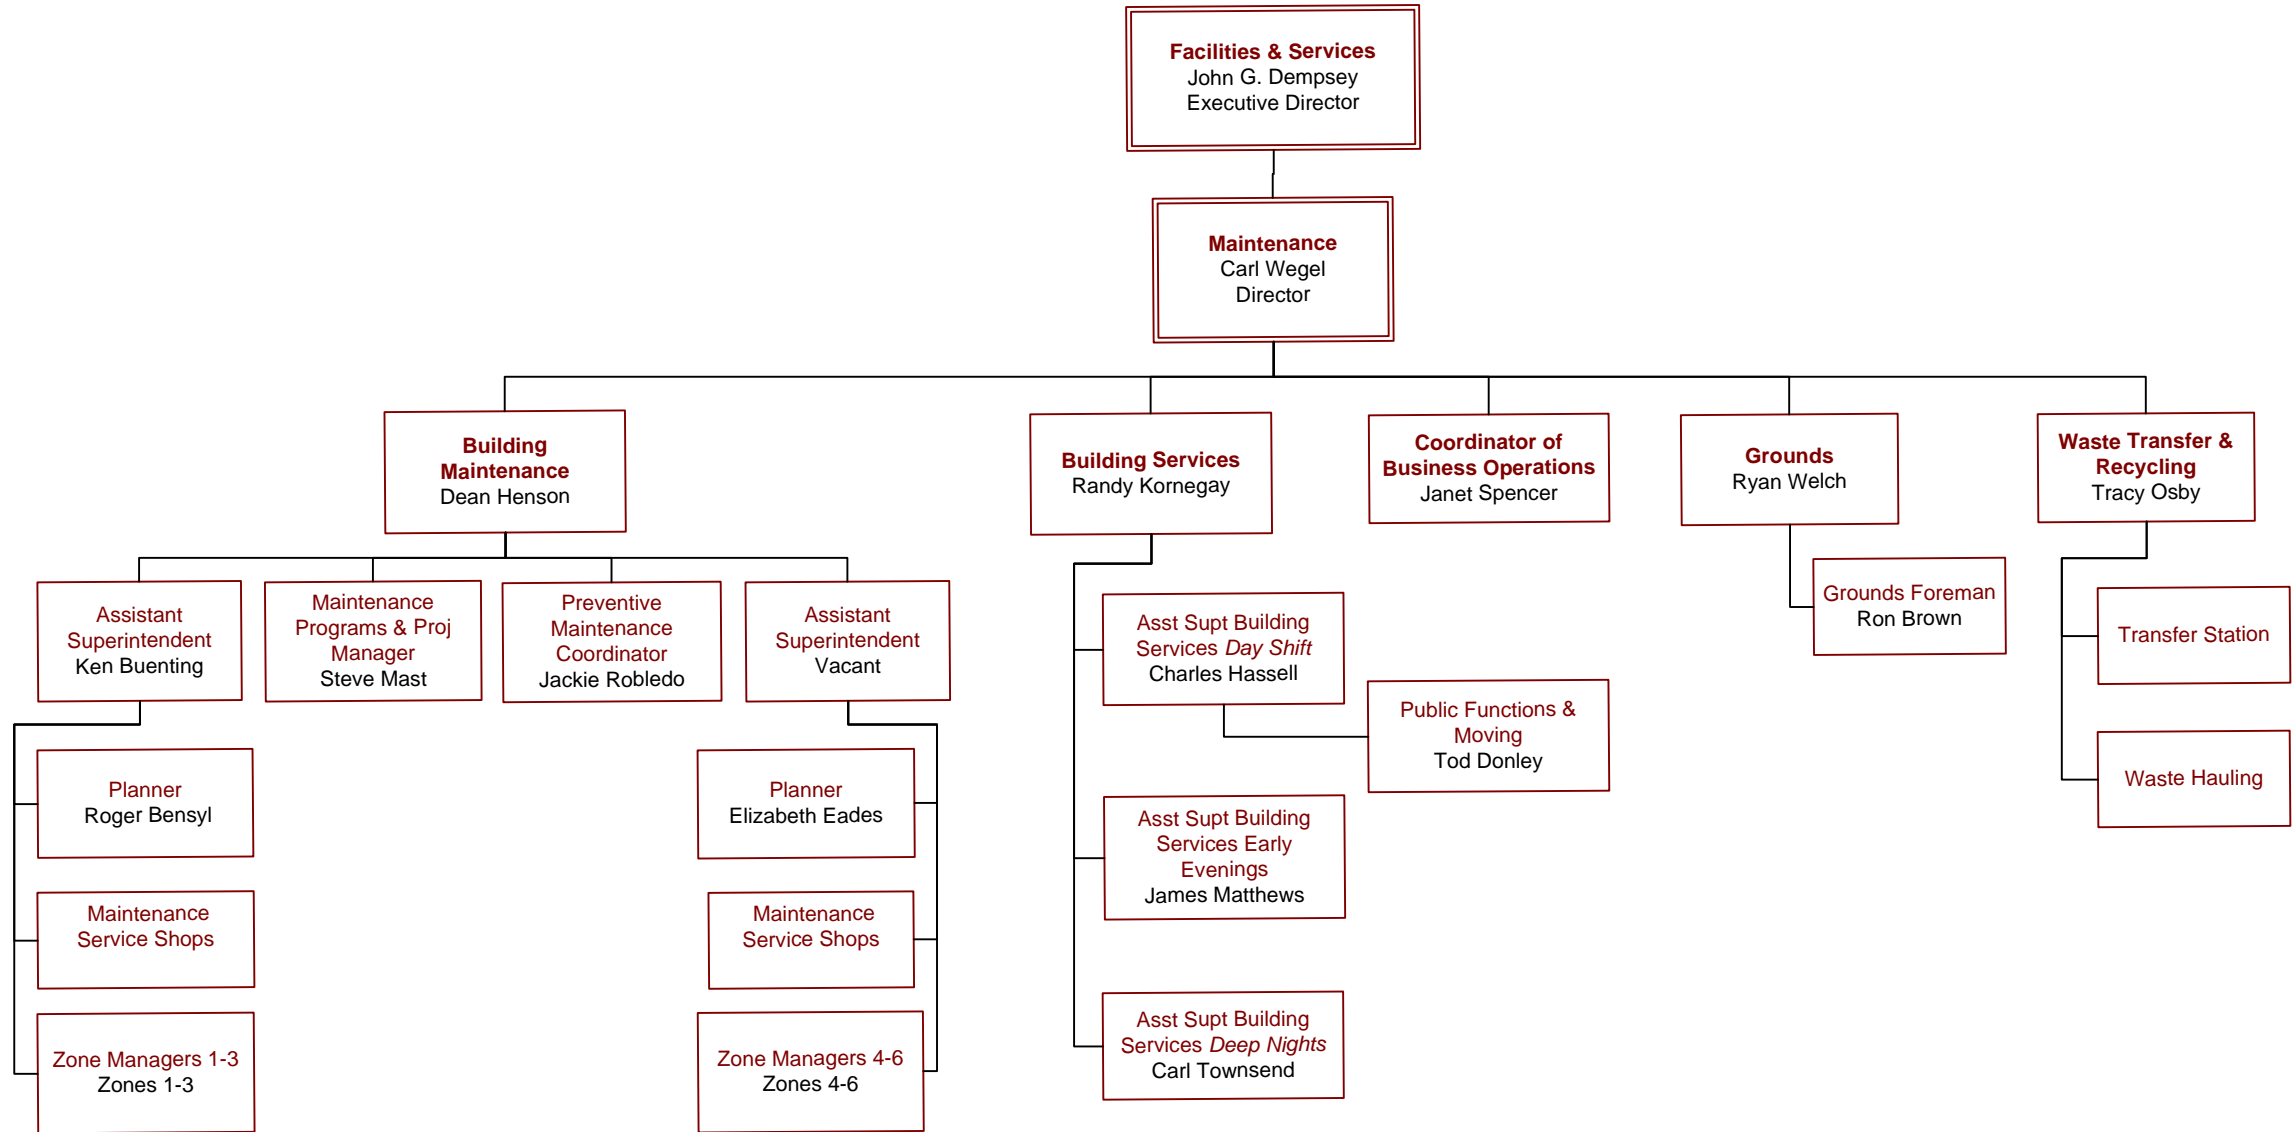 Facilities & Services
John G. Dempsey
Executive Director
Maintenance
Carl Wegel
Director
Building
Maintenance
Dean Henson
Building Services
Randy Kornegay
Coordinator of
Business Operations
Janet Spencer
Grounds
Ryan Welch
Waste Transfer &
Recycling
Tracy Osby
Assistant
Superintendent
Ken Buenting
Maintenance
Programs & Proj
Manager
Steve Mast
Preventive
Maintenance
Coordinator
Jackie Robledo
Assistant
Superintendent
Vacant
Planner
Roger Bensyl
Maintenance
Service Shops
Zone Managers 1-3
Zones 1-3
Planner
Elizabeth Eades
Maintenance
Service Shops
Zone Managers 4-6
Zones 4-6
Asst Supt Building
Services Day Shift
Charles Hassell
Public Functions &
Moving
Tod Donley
Asst Supt Building
Services Early
Evenings
James Matthews
Asst Supt Building
Services Deep Nights
Carl Townsend
Grounds Foreman
Ron Brown
Transfer Station
Waste Hauling